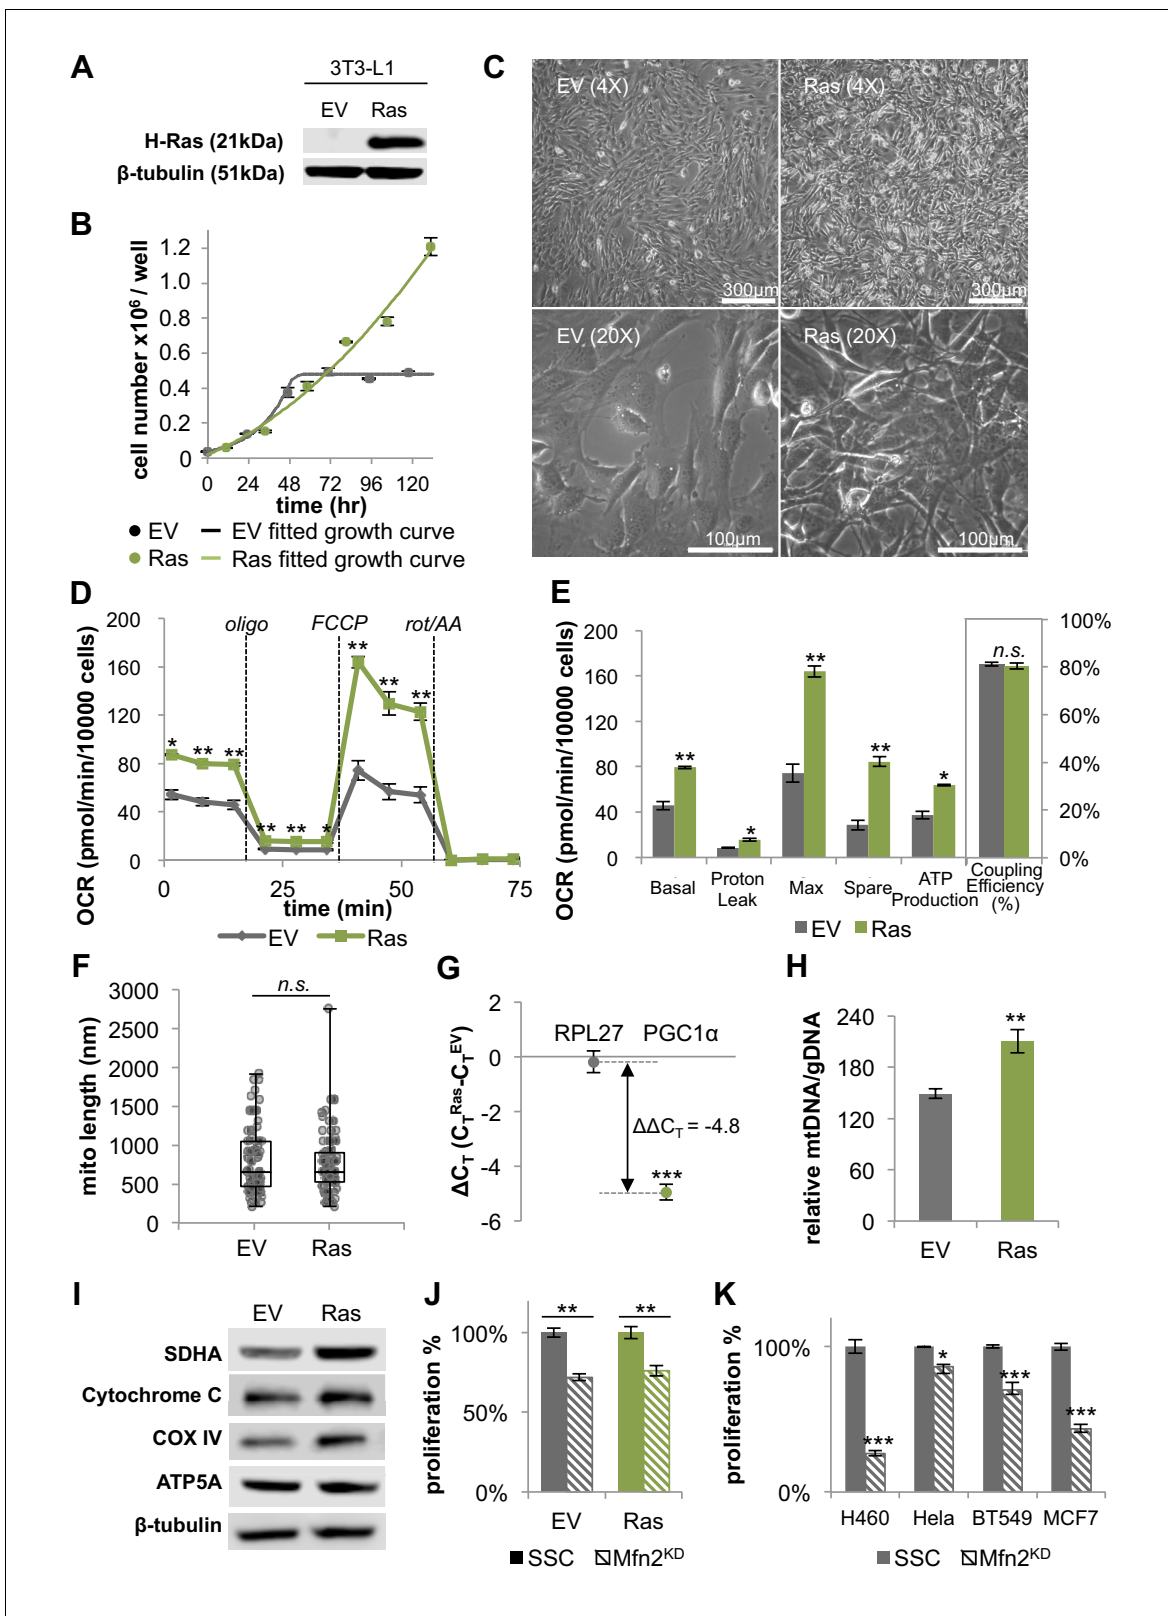 A
3T3-L1
EV Ras
H-Ras (21kDa)
β-tubulin (51kDa)
B
cell number x10⁶ / well
1.2
1.0
0.8
0.6
0.4
0.2
0
0 24 48 72 96 120
time (hr)
EV EV fitted growth curve
Ras Ras fitted growth curve
C
EV (4X)
300μm
Ras (4X)
300μm
EV (20X)
100μm
Ras (20X)
100μm
D
OCR (pmol/min/10000 cells)
200
160
120
80
40
0
oligo FCCP rot/AA
* ** **
** ** *
** ** **
0 25 50 75
time (min)
EV Ras
E
OCR (pmol/min/10000 cells)
200
160
120
80
40
0
** * ** ** * n.s.
100%
80%
60%
40%
20%
0%
Basal Proton Leak Max Spare ATP Production Coupling Efficiency (%)
EV Ras
F
mito length (nm)
3000
2500
2000
1500
1000
500
0
n.s.
EV Ras
G
ΔC_T (C_T^Ras-C_T^EV)
2
0
-2
-4
-6
RPL27 PGC1α
ΔΔC_T = -4.8
***
H
relative mtDNA/gDNA
240
180
120
60
0
**
EV Ras
I
EV Ras
SDHA
Cytochrome C
COX IV
ATP5A
β-tubulin
J
proliferation %
100%
50%
0%
** **
EV Ras
SSC Mfn2^KD
K
proliferation %
100%
0%
*** * *** ***
H460 Hela BT549 MCF7
SSC Mfn2^KD